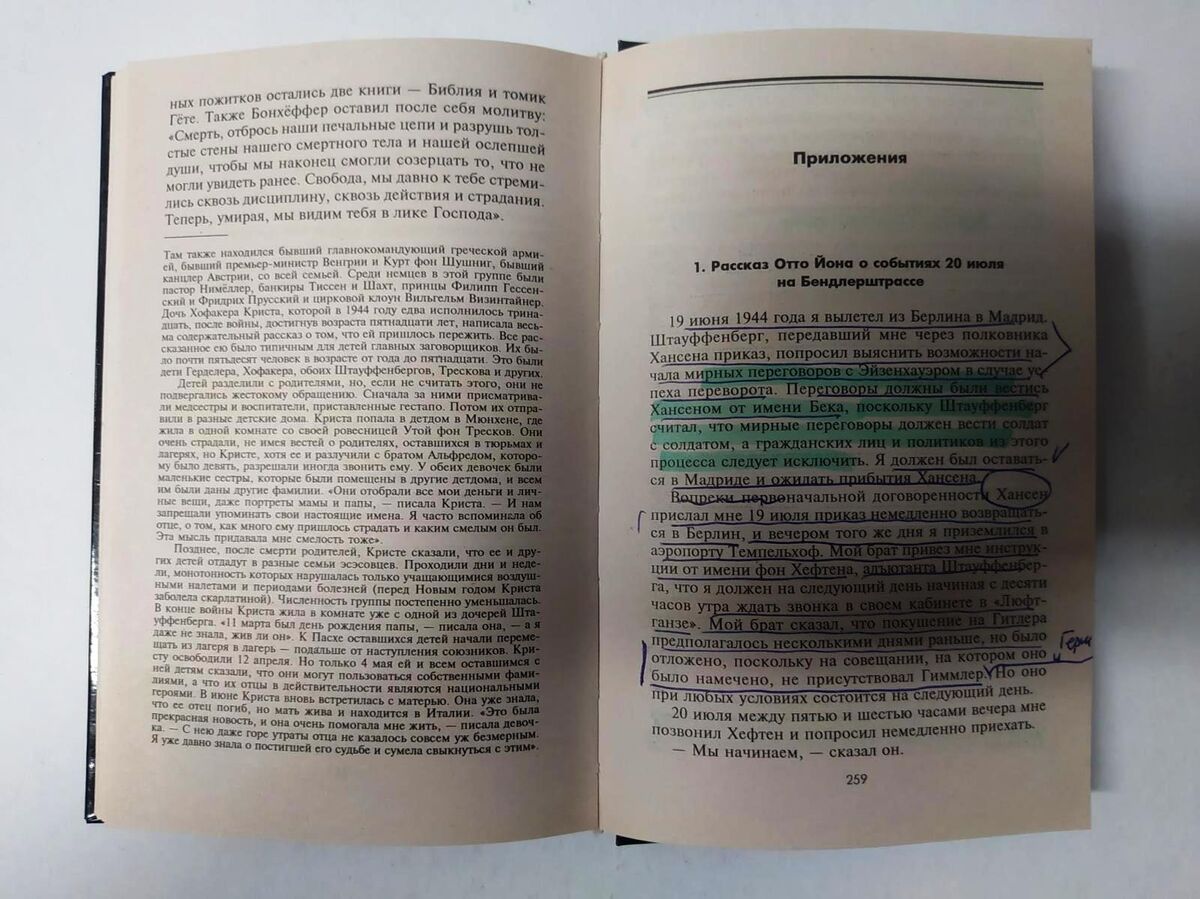 ных пожитков остались две книги — Библия и томик
Гёте. Также Бонхёффер оставил после себя молитву:
«Смерть, отбрось наши печальные цепи и разрушь тол-
стые стены нашего смертного тела и нашей ослепшей
души, чтобы мы наконец смогли созерцать то, что не
могли увидеть ранее. Свобода, мы давно к тебе стреми-
лись сквозь дисциплину, сквозь действия и страдания.
Теперь, умирая, мы видим тебя в лике Господа».
Там также находился бывший главнокомандующий греческой арми-
ей, бывший премьер-министр Венгрии и Курт фон Шушниг, бывший
канцлер Австрии, со всей семьей. Среди немцев в этой группе были
пастор Нимёллер, банкиры Тиссен и Шахт, принцы Филипп Гессен-
ский и Фридрих Прусский и цирковой клоун Вильгельм Визинтайнер.
Дочь Хофакера Криста, которой в 1944 году едва исполнилось трина-
дцать, после войны, достигнув возраста пятнадцати лет, написала весь-
ма содержательный рассказ о том, что ей пришлось пережить. Все рас-
сказанное ею было типичным для детей главных заговорщиков. Их бы-
ло почти пятьдесят человек в возрасте от года до пятнадцати. Это были
дети Герделера, Хофакера, обоих Штауффенбергов, Трескова и других.
Детей разделили с родителями, но, если не считать этого, они не
подвергались жестокому обращению. Сначала за ними присматрива-
ли медсестры и воспитатели, приставленные гестапо. Потом их отпра-
вили в разные детские дома. Криста попала в детдом в Мюнхене, где
жила в одной комнате со своей ровесницей Утой фон Тресков. Они
очень страдали, не имея вестей о родителях, оставшихся в тюрьмах и
лагерях, но Кристе, хотя ее и разлучили с братом Альфредом, которо-
му было девять, разрешали иногда звонить ему. У обеих девочек были
маленькие сестры, которые были помещены в другие детдома, и всем
им были даны другие фамилии. «Они отобрали все мои деньги и лич-
ные вещи, даже портреты мамы и папы, — писала Криста. — И нам
запрещали упоминать свои настоящие имена. Я часто вспоминала об
отце, о том, как много ему пришлось страдать и каким смелым он был.
Эта мысль придавала мне смелость тоже».
Позднее, после смерти родителей, Кристе сказали, что ее и дру-
гих детей отдадут в разные семьи эсэсовцев. Проходили дни и неде-
ли, монотонность которых нарушалась только учащающимися воздуш-
ными налетами и периодами болезней (перед Новым годом Криста
заболела скарлатиной). Численность группы постепенно уменьшалась.
В конце войны Криста жила в комнате уже с одной из дочерей Шта-
уффенберга. «11 марта был день рождения папы, — писала она, — а я
даже не знала, жив ли он». К Пасхе оставшихся детей начали переме-
щать из лагеря в лагерь — подальше от наступления союзников. Кри-
сту освободили 12 апреля. Но только 4 мая ей и всем оставшимся с
ней детям сказали, что они могут пользоваться собственными фами-
лиями, а что их отцы в действительности являются национальными
героями. В июне Криста вновь встретилась с матерью. Она уже знала,
что ее отец погиб, но мать жива и находится в Италии. «Это была
прекрасная новость, и она очень помогала мне жить, — писала девоч-
ка. — С нею даже горе утраты отца не казалось совсем уж безмерным.
Я уже давно знала о постигшей его судьбе и сумела свыкнуться с этим».
Приложения
1. Рассказ Отто Йона о событиях 20 июля
на Бендлерштрассе
19 июня 1944 года я вылетел из Берлина в Мадрид.
Штауффенберг, передавший мне через полковника
Хансена приказ, попросил выяснить возможности на-
чала мирных переговоров с Эйзенхауэром в случае ус-
пеха переворота. Переговоры должны были вестись
Хансеном от имени Бека, поскольку Штауффенберг
считал, что мирные переговоры должен вести солдат
с солдатом, а гражданских лиц и политиков из этого
процесса следует исключить. Я должен был оставать-
ся в Мадриде и ожидать прибытия Хансена.
Вопреки первоначальной договоренности Хансен
прислал мне 19 июля приказ немедленно возвращать-
ся в Берлин, и вечером того же дня я приземлился в
аэропорту Темпельхоф. Мой брат привез мне инструк-
ции от имени фон Хефтена, адъютанта Штауффенбер-
га, что я должен на следующий день начиная с десяти
часов утра ждать звонка в своем кабинете в «Люфт-
ганзе». Мой брат сказал, что покушение на Гитлера
предполагалось несколькими днями раньше, но было
отложено, поскольку на совещании, на котором оно
было намечено, не присутствовал Гиммлер. Но оно
при любых условиях состоится на следующий день.
20 июля между пятью и шестью часами вечера мне
позвонил Хефтен и попросил немедленно приехать.
— Мы начинаем, — сказал он.
259